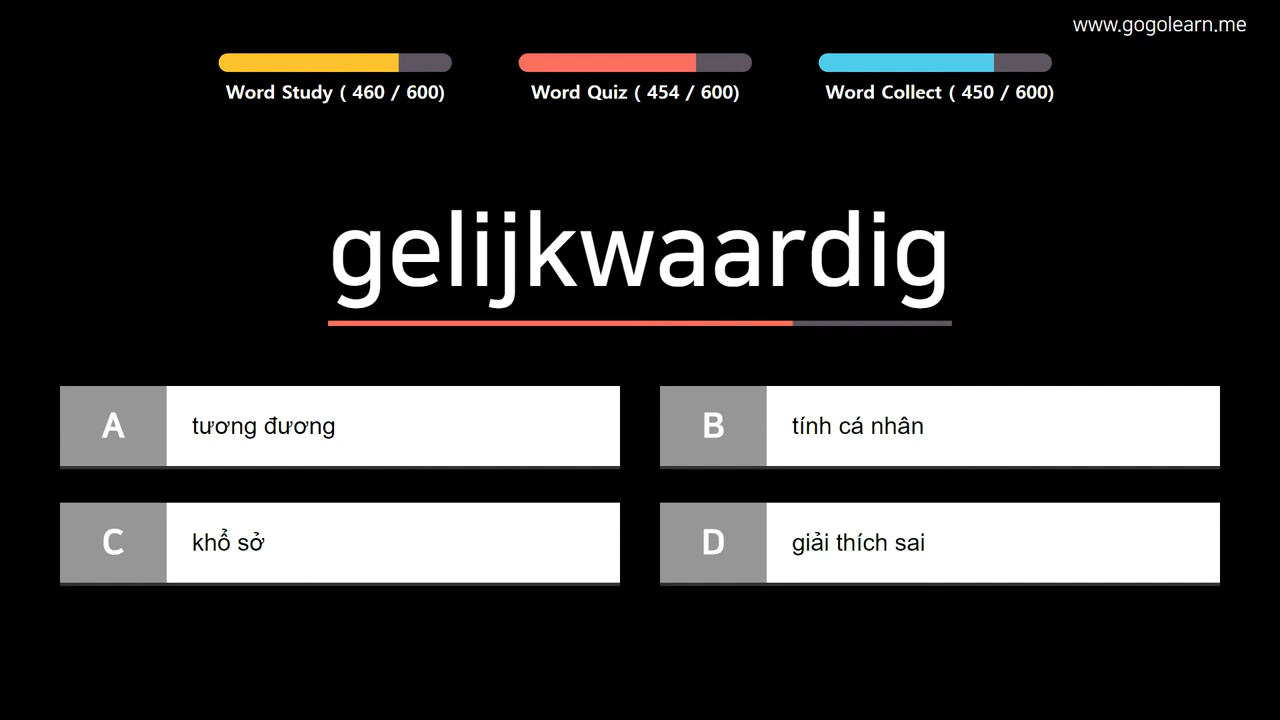 www.gogolearn.me
Word Study ( 460 / 600)
Word Quiz ( 454 / 600)
Word Collect ( 450 / 600)
gelijkwaardig
A tương đương
B tính cá nhân
C khổ sở
D giải thích sai